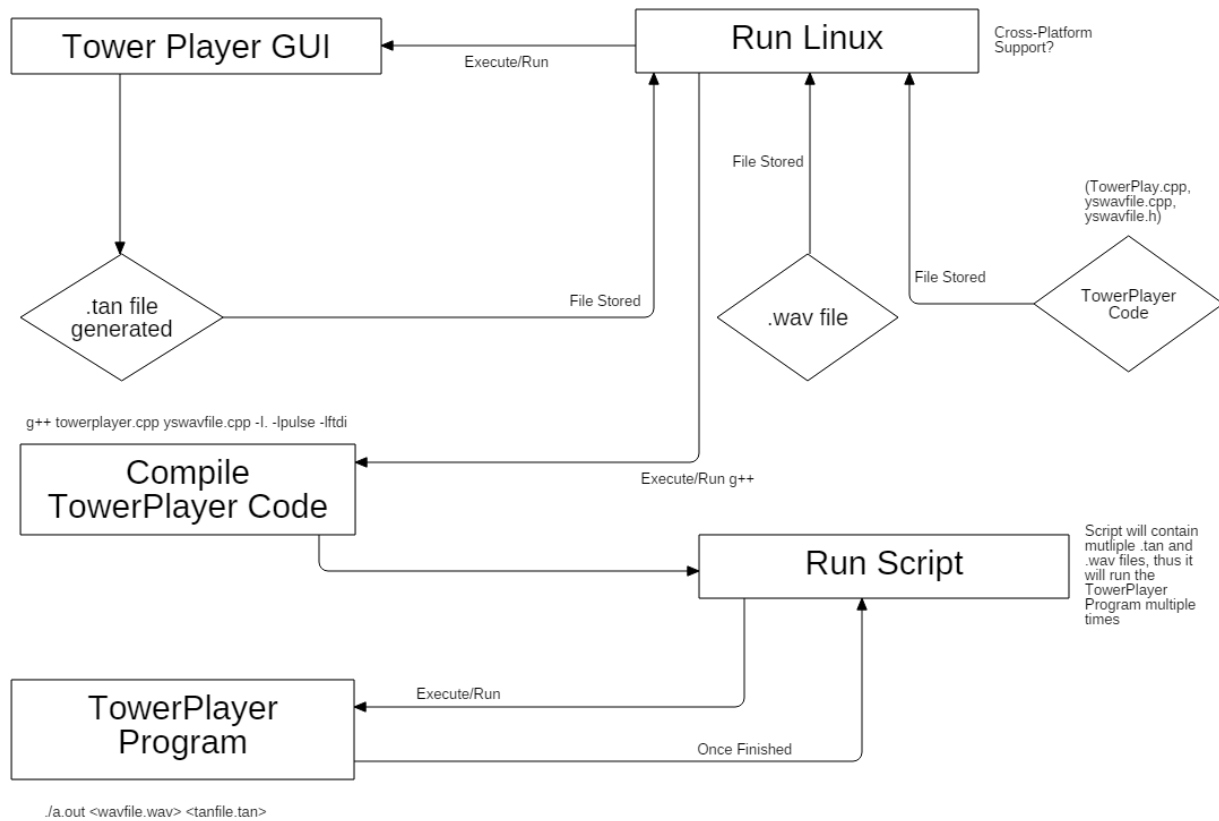 Tower Player GUI
Run Linux
Cross-Platform
Support?
Execute/Run
File Stored
(TowerPlay.cpp,
yswavfile.cpp,
yswavfile.h)
File Stored
File Stored
.tan file
generated
.wav file
TowerPlayer
Code
g++ towerplayer.cpp yswavfile.cpp -I. -lpulse -lftdi
Compile
TowerPlayer Code
Execute/Run g++
Run Script
Script will contain
mutliple .tan and
.wav files, thus it
will run the
TowerPlayer
Program multiple
times
Execute/Run
TowerPlayer
Program
Once Finished
./a.out <wavfile.wav> <tanfile.tan>